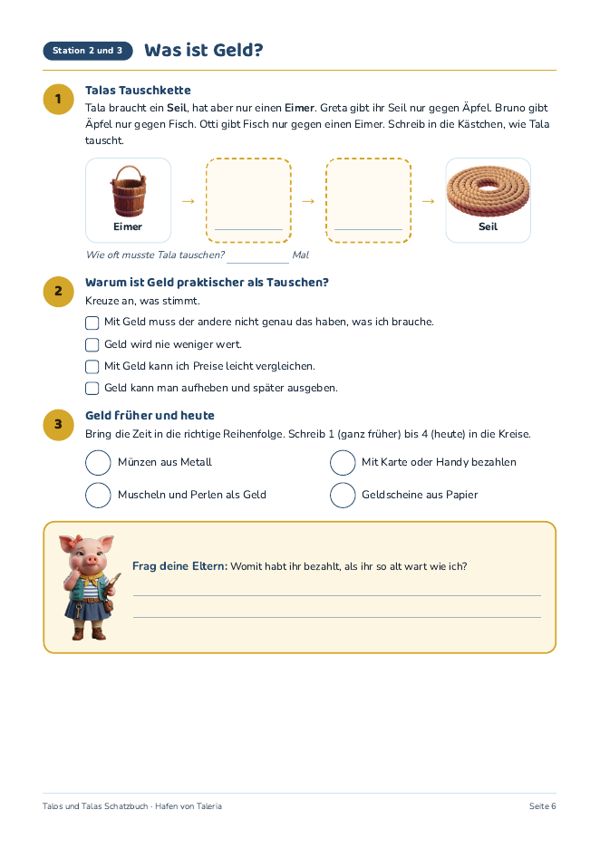 Station 2 und 3 Was ist Geld?
1
Talas Tauschkette
Tala braucht ein Seil, hat aber nur einen Eimer. Greta gibt ihr Seil nur gegen Äpfel. Bruno gibt
Äpfel nur gegen Fisch. Otti gibt Fisch nur gegen einen Eimer. Schreib in die Kästchen, wie Tala
tauscht.
Eimer → → → Seil
Wie oft musste Tala tauschen? Mal
2
Warum ist Geld praktischer als Tauschen?
Kreuze an, was stimmt.
Mit Geld muss der andere nicht genau das haben, was ich brauche.
Geld wird nie weniger wert.
Mit Geld kann ich Preise leicht vergleichen.
Geld kann man aufheben und später ausgeben.
3
Geld früher und heute
Bring die Zeit in die richtige Reihenfolge. Schreib 1 (ganz früher) bis 4 (heute) in die Kreise.
Münzen aus Metall Mit Karte oder Handy bezahlen
Muscheln und Perlen als Geld Geldscheine aus Papier
Frag deine Eltern: Womit habt ihr bezahlt, als ihr so alt wart wie ich?
Talos und Talas Schatzbuch · Hafen von Taleria Seite 6